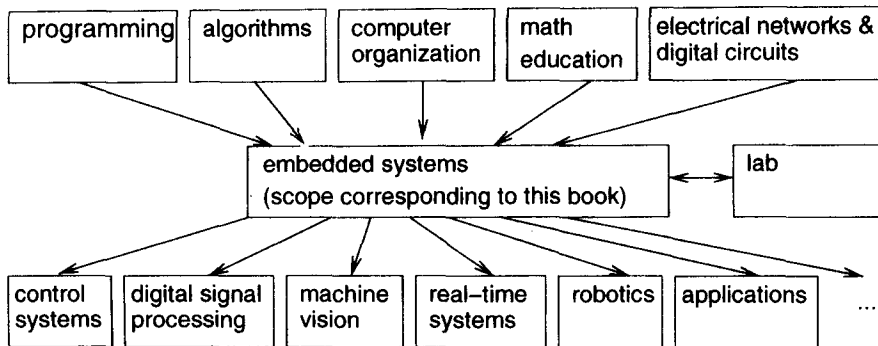 programming
algorithms
computer
organization
math
education
electrical networks &
digital circuits
embedded systems
(scope corresponding to this book)
lab
control
systems
digital signal
processing
machine
vision
real-time
systems
robotics
applications
...